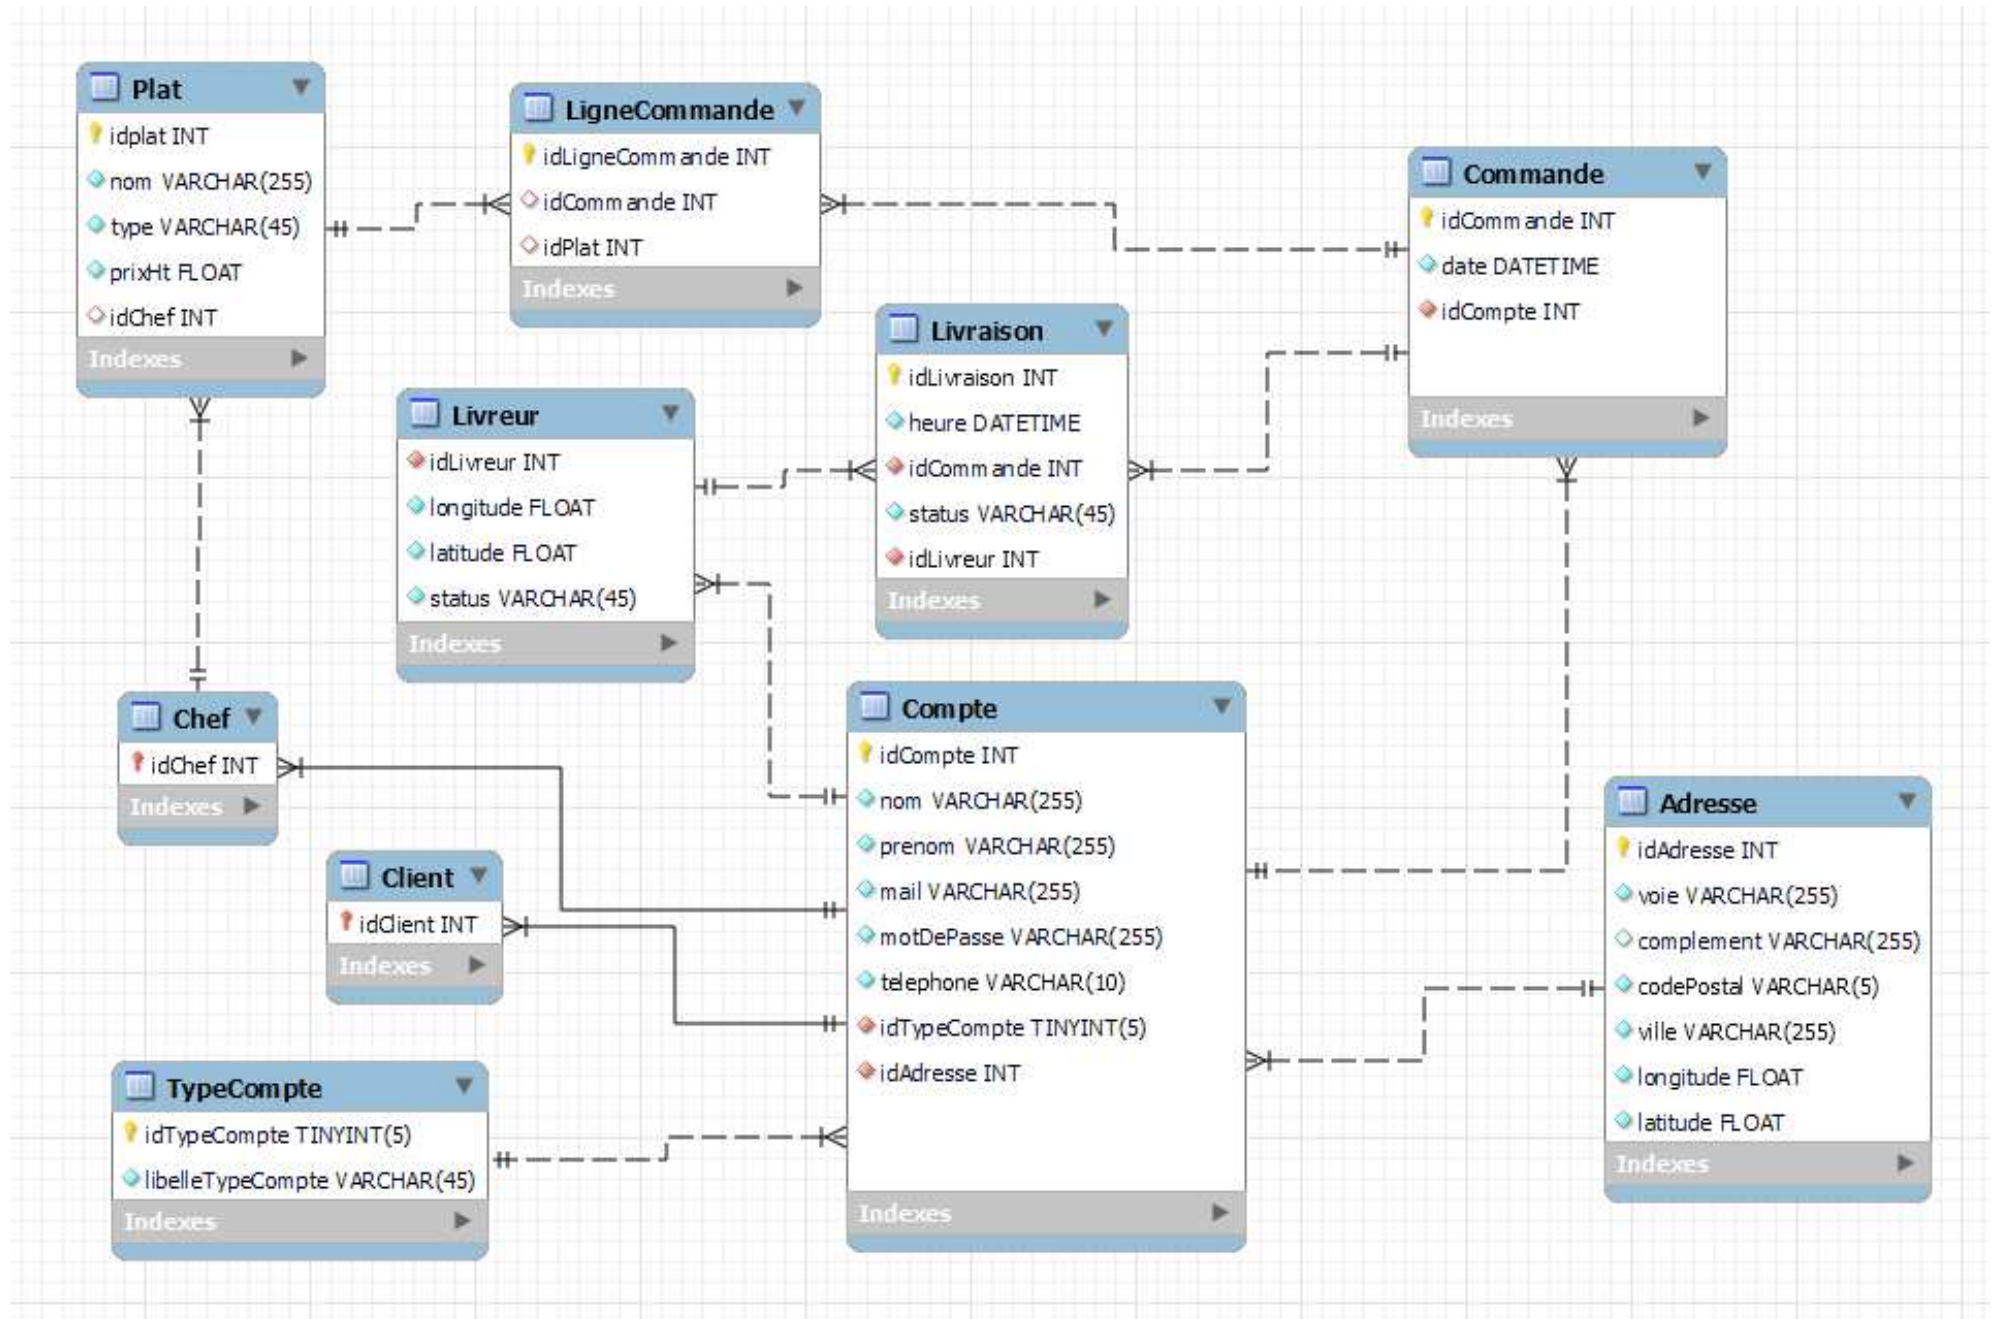 Plat
idplat INT
nom VARCHAR(255)
type VARCHAR(45)
prixHt FLOAT
idChef INT
Indexes
LigneCommande
idLigneCommande INT
idCommande INT
idPlat INT
Indexes
Commande
idCommande INT
date DATETIME
idCompte INT
Indexes
Livraison
idLivraison INT
heure DATETIME
idCommande INT
status VARCHAR(45)
idLivreur INT
Indexes
Livreur
idLivreur INT
longitude FLOAT
latitude FLOAT
status VARCHAR(45)
Indexes
Chef
idChef INT
Indexes
Client
idClient INT
Indexes
Compte
idCompte INT
nom VARCHAR(255)
prenom VARCHAR(255)
mail VARCHAR(255)
motDePasse VARCHAR(255)
telephone VARCHAR(10)
idTypeCompte TINYINT(5)
idAdresse INT
Indexes
Adresse
idAdresse INT
voie VARCHAR(255)
complement VARCHAR(255)
codePostal VARCHAR(5)
ville VARCHAR(255)
longitude FLOAT
latitude FLOAT
Indexes
TypeCompte
idTypeCompte TINYINT(5)
libelleTypeCompte VARCHAR(45)
Indexes